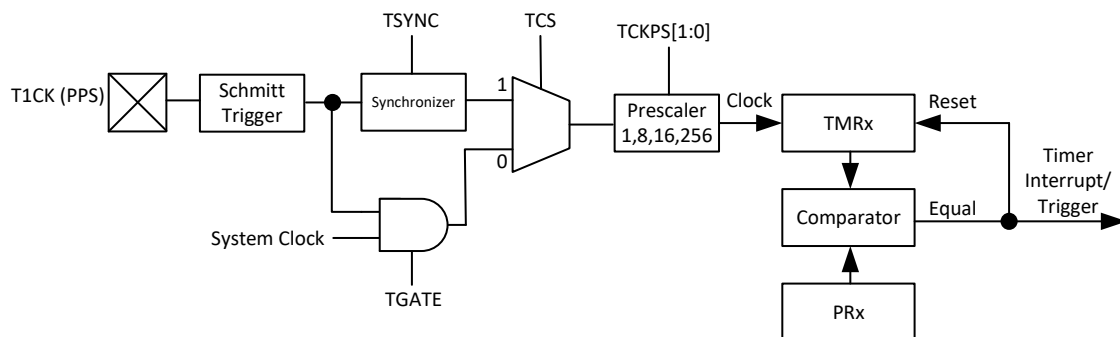 TSYNC
TCS
TCKPS[1:0]
T1CK (PPS)
Schmitt
Trigger
Synchronizer
1
0
Prescaler
1,8,16,256
Clock
TMRx
Reset
Timer
Interrupt/
Trigger
Comparator
Equal
System Clock
TGATE
PRx